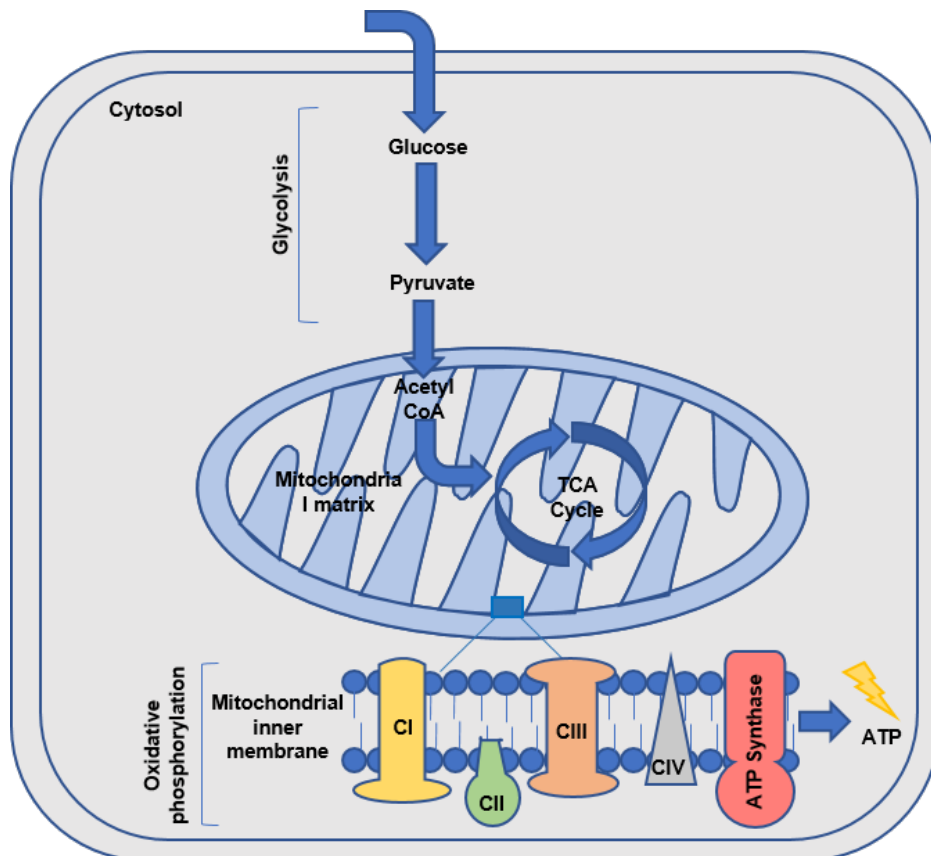 Cytosol
Glucose
Glycolysis
Pyruvate
Acetyl
CoA
Mitochondria
l matrix
TCA
Cycle
Oxidative
phosphorylation
Mitochondrial
inner
membrane
CI
CII
CIII
CIV
ATP Synthase
ATP